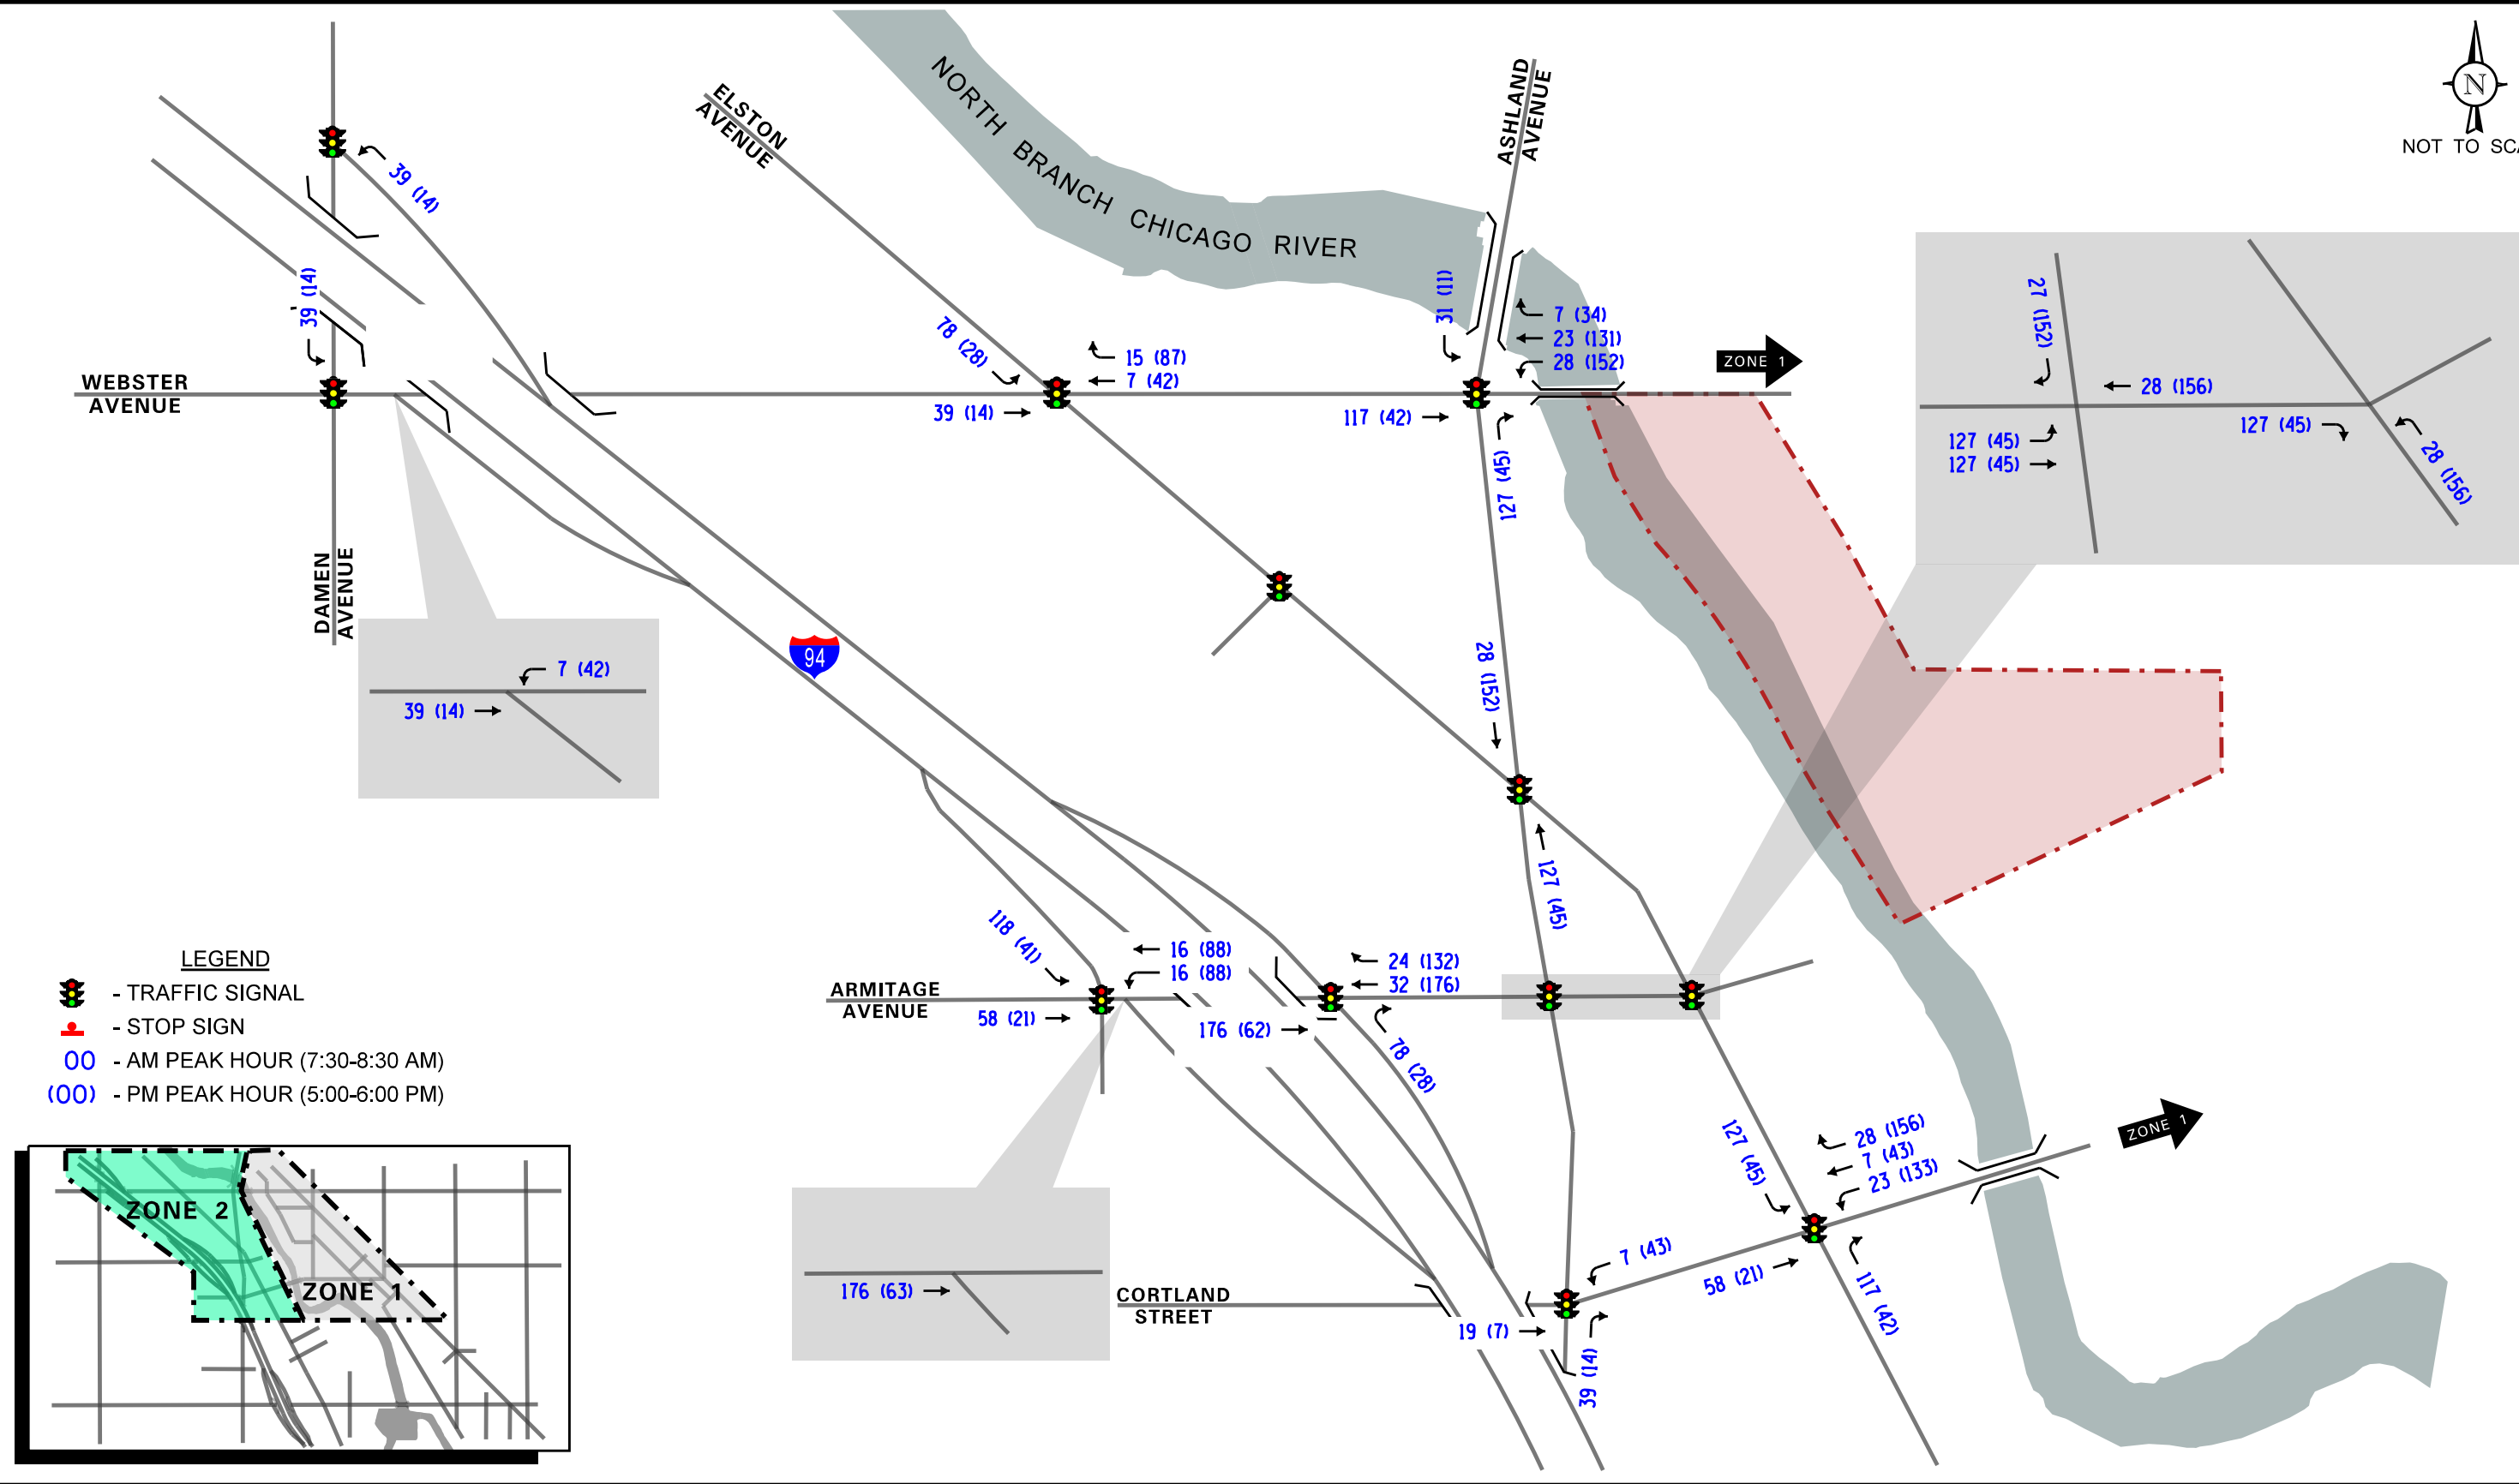 ELSTON
AVENUE
NORTH BRANCH CHICAGO RIVER
ASHLAND
AVENUE
N
NOT TO SCA
39 (14)
39 (14)
WEBSTER
AVENUE
DAMEN
AVENUE
78 (28)
15 (87)
7 (42)
39 (14)
31 (11)
7 (34)
23 (131)
28 (152)
117 (42)
127 (45)
ZONE 1
27 (152)
28 (156)
127 (45)
127 (45)
127 (45)
28 (156)
7 (42)
39 (14)
94
28 (152)
127 (45)
118 (41)
16 (88)
16 (88)
ARMITAGE
AVENUE
58 (21)
176 (62)
24 (132)
32 (176)
78 (28)
LEGEND
- TRAFFIC SIGNAL
- STOP SIGN
00 - AM PEAK HOUR (7:30-8:30 AM)
(00) - PM PEAK HOUR (5:00-6:00 PM)
ZONE 2
ZONE 1
176 (63)
127 (45)
28 (156)
7 (43)
23 (133)
ZONE 1
7 (43)
58 (21)
117 (42)
CORTLAND
STREET
19 (7)
39 (14)